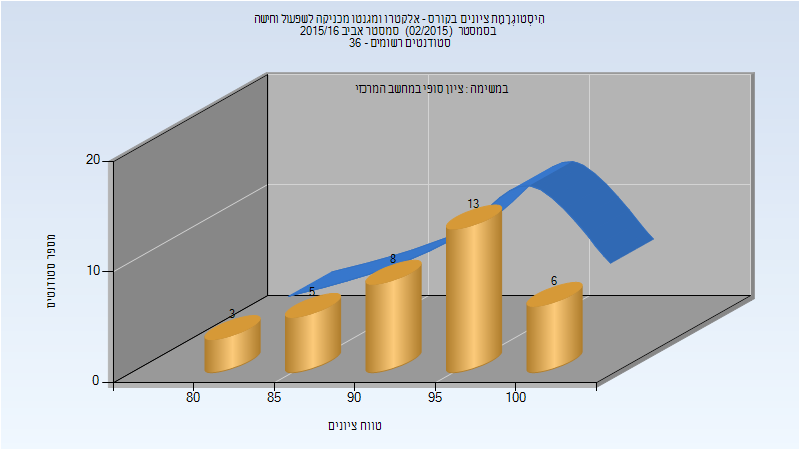 היסטוגרמת ציונים בקורס - אלקטרו ומגנטו מכניקה לשפעול וחישה
בסמסטר (02/2015) סמסטר אביב 2015/16
סטודנטים רשומים - 36
במשימה : ציון סופי במחשב המרכזי
20
10
0
מספר סטודנטים
3
5
8
13
6
80
85
90
95
100
טווח ציונים